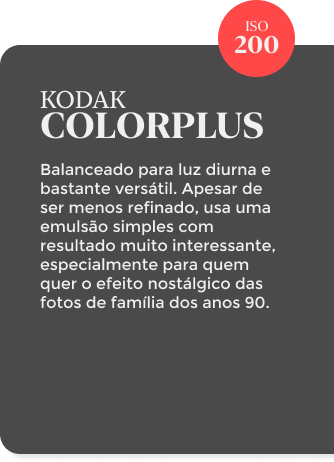 ISO
200
KODAK
COLORPLUS
Balanceado para luz diurna e
bastante versátil. Apesar de
ser menos refinado, usa uma
emulsão simples com
resultado muito interessante,
especialmente para quem
quer o efeito nostálgico das
fotos de família dos anos 90.